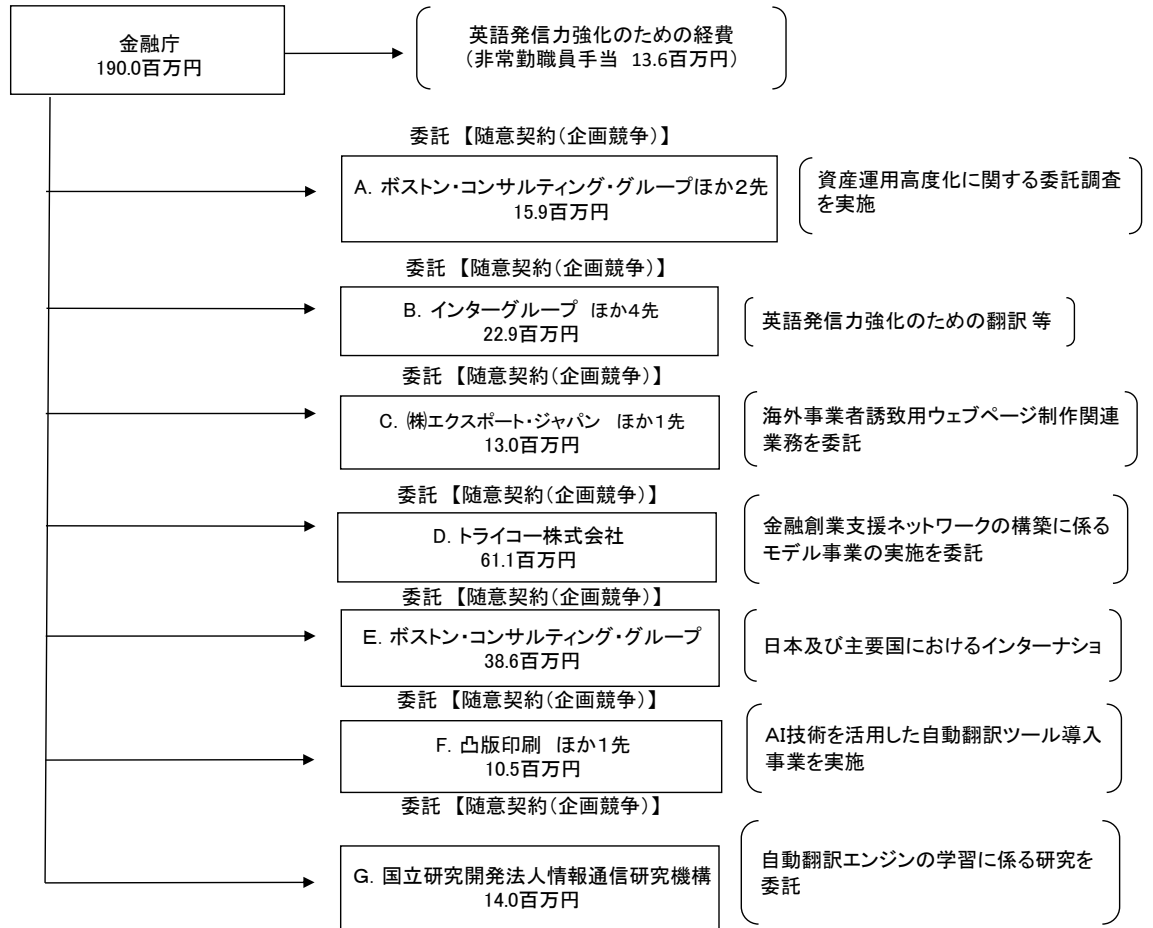 金融庁
190.0百万円
英語発信力強化のための経費
（非常勤職員手当　13.6百万円）
委託 【随意契約（企画競争）】
A. ボストン・コンサルティング・グループほか２先
15.9百万円
資産運用高度化に関する委託調査
を実施
委託 【随意契約（企画競争）】
B. インターグループ　ほか４先
22.9百万円
英語発信力強化のための翻訳 等
委託 【随意契約（企画競争）】
C. ㈱エクスポート・ジャパン　ほか１先
13.0百万円
海外事業者誘致用ウェブページ制作関連
業務を委託
委託 【随意契約（企画競争）】
D. トライコー株式会社
61.1百万円
金融創業支援ネットワークの構築に係る
モデル事業の実施を委託
委託 【随意契約（企画競争）】
E. ボストン・コンサルティング・グループ
38.6百万円
日本及び主要国におけるインターナショ
委託 【随意契約（企画競争）】
F. 凸版印刷　ほか１先
10.5百万円
AI技術を活用した自動翻訳ツール導入
事業を実施
委託 【随意契約（企画競争）】
G. 国立研究開発法人情報通信研究機構
14.0百万円
自動翻訳エンジンの学習に係る研究を
委託